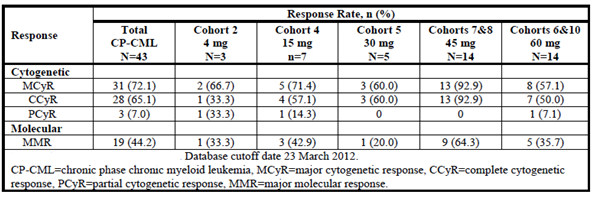 Response Rate, n (%)
Response Total CP-CML N=43 Cohort 2 4 mg N=3 Cohort 4 15 mg n=7 Cohort 5 30 mg N=5 Cohorts 7&8 45 mg N=14 Cohorts 6&10 60 mg N=14
Cytogenetic
MCyR 31 (72.1) 2 (66.7) 5 (71.4) 3 (60.0) 13 (92.9) 8 (57.1)
CCyR 28 (65.1) 1 (33.3) 4 (57.1) 3 (60.0) 13 (92.9) 7 (50.0)
PCyR 3 (7.0) 1 (33.3) 1 (14.3) 0 0 1 (7.1)
Molecular
MMR 19 (44.2) 1 (33.3) 3 (42.9) 1 (20.0) 9 (64.3) 5 (35.7)
Database cutoff date 23 March 2012.
CP-CML=chronic phase chronic myeloid leukemia, MCyR=major cytogenetic response, CCyR=complete cytogenetic
response, PCyR=partial cytogenetic response, MMR=major molecular response.